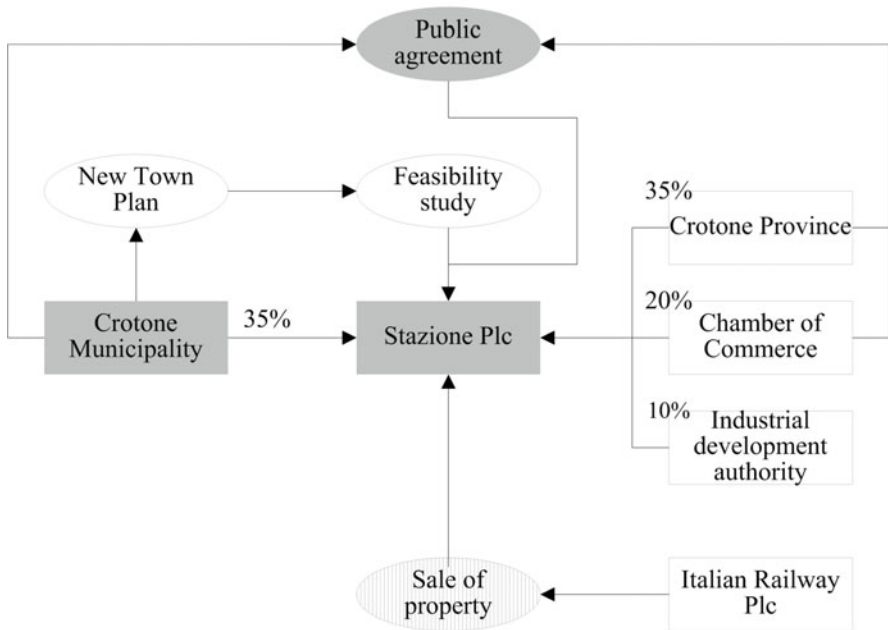 Public
agreement
New Town
Plan
Feasibility
study
35%
Crotone Province
Crotone
Municipality
35%
Stazione Plc
20%
Chamber of
Commerce
10%
Industrial
development
authority
Sale of
property
Italian Railway
Plc